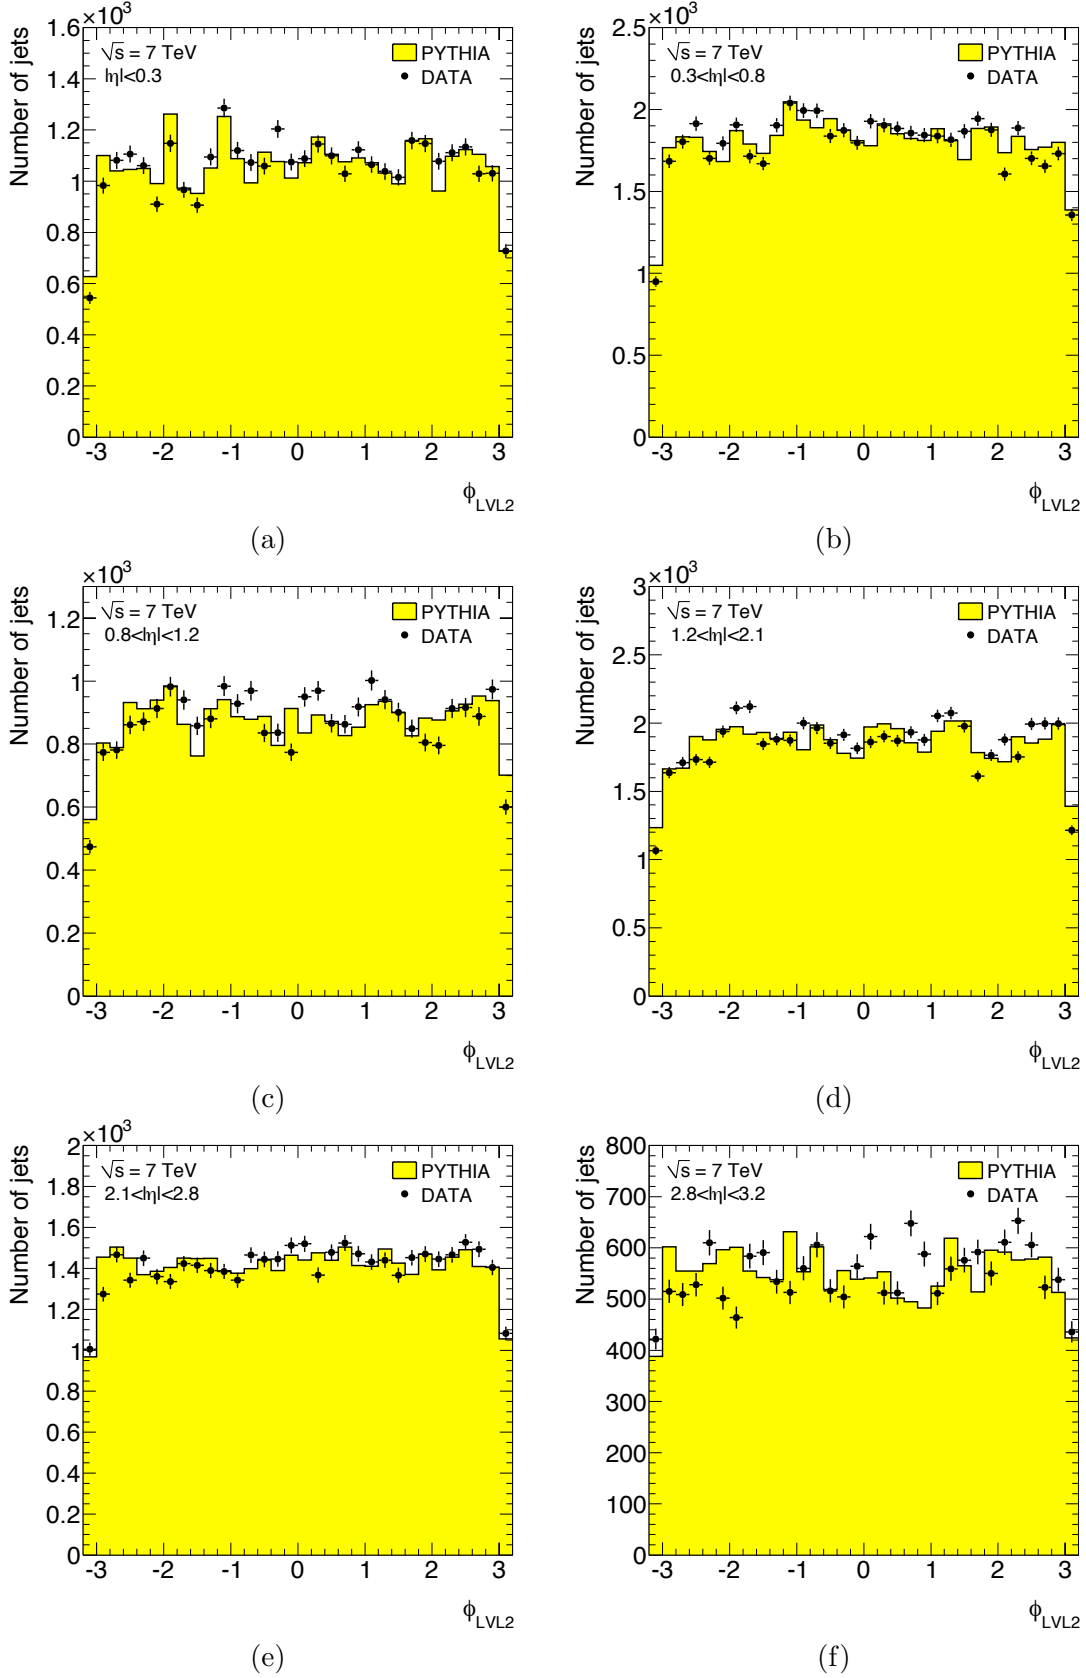 ×10³ ×10³
Number of jets
1.6
1.4
1.2
1
0.8
0.6
0.4
0.2
0
√s = 7 TeV
|η|<0.3
PYTHIA
DATA
-3 -2 -1 0 1 2 3
ϕLVL2
(a)
Number of jets
2.5
2
1.5
1
0.5
0
√s = 7 TeV
0.3<|η|<0.8
PYTHIA
DATA
-3 -2 -1 0 1 2 3
ϕLVL2
(b)
×10³
Number of jets
1.2
1
0.8
0.6
0.4
0.2
0
√s = 7 TeV
0.8<|η|<1.2
PYTHIA
DATA
-3 -2 -1 0 1 2 3
ϕLVL2
(c)
×10³
Number of jets
3
2.5
2
1.5
1
0.5
0
√s = 7 TeV
1.2<|η|<2.1
PYTHIA
DATA
-3 -2 -1 0 1 2 3
ϕLVL2
(d)
×10³
Number of jets
2
1.8
1.6
1.4
1.2
1
0.8
0.6
0.4
0.2
0
√s = 7 TeV
2.1<|η|<2.8
PYTHIA
DATA
-3 -2 -1 0 1 2 3
ϕLVL2
(e)
Number of jets
800
700
600
500
400
300
200
100
0
√s = 7 TeV
2.8<|η|<3.2
PYTHIA
DATA
-3 -2 -1 0 1 2 3
ϕLVL2
(f)